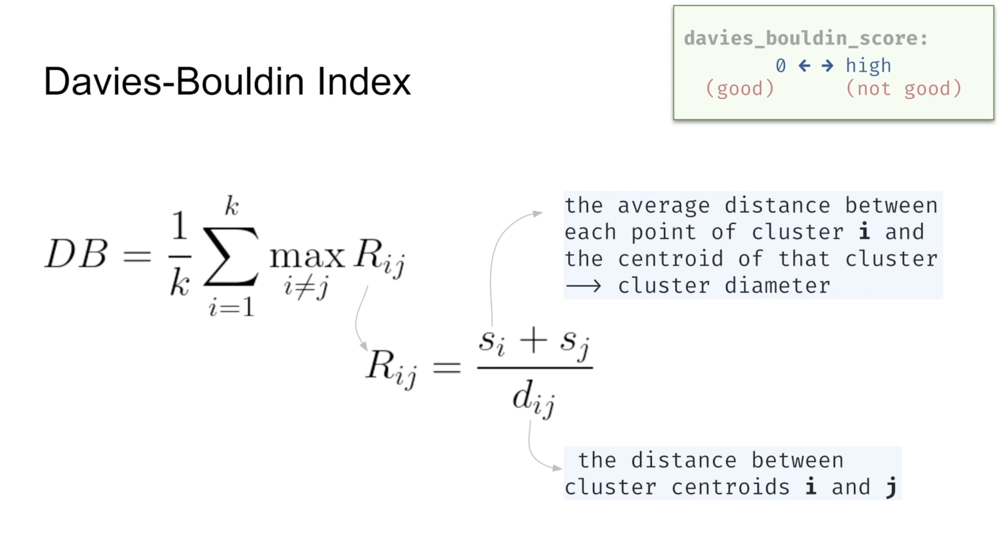 davies_bouldin_score:
0 ← → high
(good) (not good)
Davies-Bouldin Index
DB = \frac{1}{k} \sum_{i=1}^{k} \max_{i \neq j} R_{ij}
the average distance between
each point of cluster i and
the centroid of that cluster
⟶ cluster diameter
R_{ij} = \frac{s_i + s_j}{d_{ij}}
the distance between
cluster centroids i and j